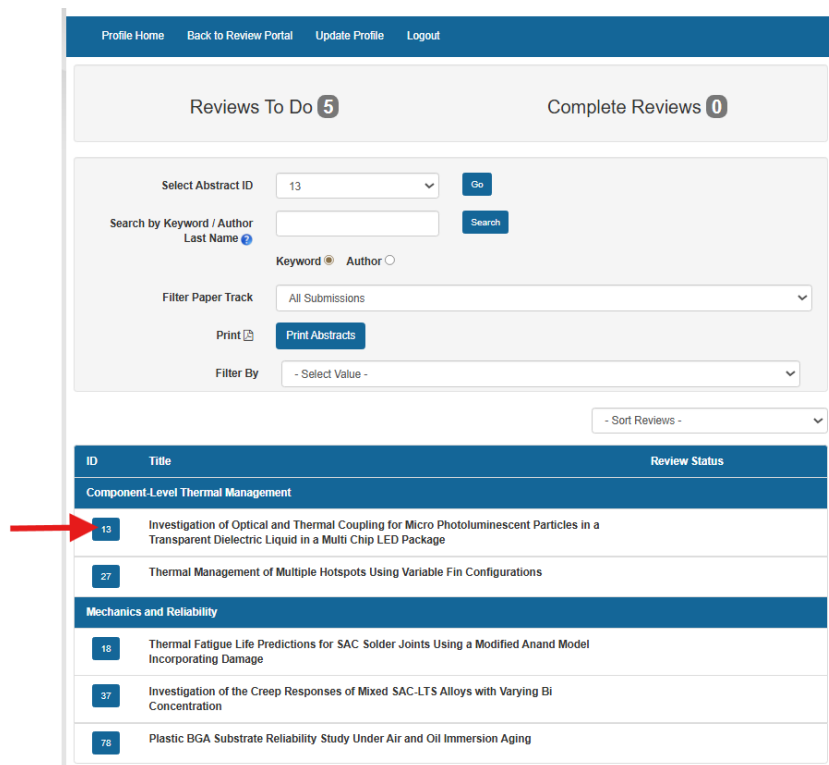 Profile Home Back to Review Portal Update Profile Logout
Reviews To Do 5 Complete Reviews 0
Select Abstract ID 13 Go
Search by Keyword / Author
Last Name ? Search
Keyword Author
Filter Paper Track All Submissions
Print Print Abstracts
Filter By - Select Value -
- Sort Reviews -
ID Title Review Status
Component-Level Thermal Management
13 Investigation of Optical and Thermal Coupling for Micro Photoluminescent Particles in a
Transparent Dielectric Liquid in a Multi Chip LED Package
27 Thermal Management of Multiple Hotspots Using Variable Fin Configurations
Mechanics and Reliability
18 Thermal Fatigue Life Predictions for SAC Solder Joints Using a Modified Anand Model
Incorporating Damage
37 Investigation of the Creep Responses of Mixed SAC-LTS Alloys with Varying Bi
Concentration
78 Plastic BGA Substrate Reliability Study Under Air and Oil Immersion Aging